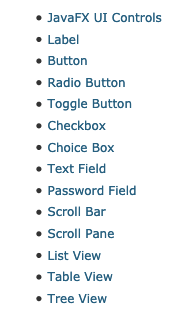 • JavaFX UI Controls
• Label
• Button
• Radio Button
• Toggle Button
• Checkbox
• Choice Box
• Text Field
• Password Field
• Scroll Bar
• Scroll Pane
• List View
• Table View
• Tree View